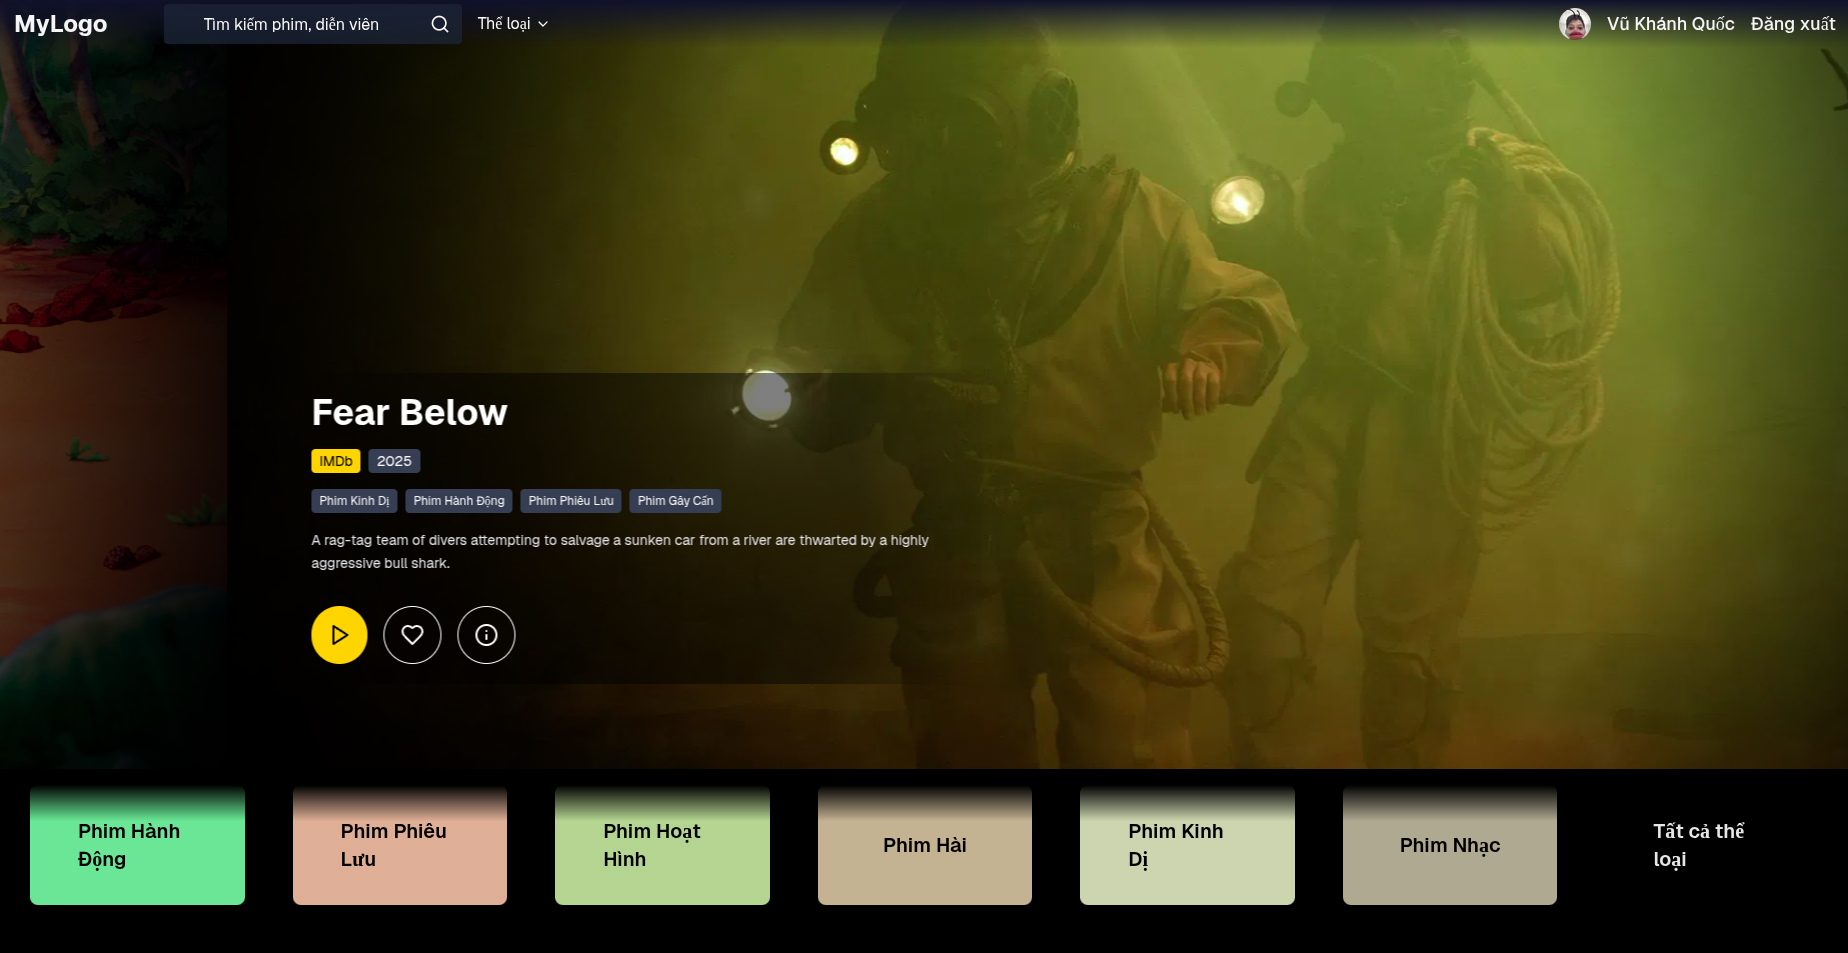 MyLogo
Tìm kiếm phim, diễn viên
Thể loại
Vũ Khánh Quốc
Đăng xuất
Fear Below
IMDb
2025
Phim Kinh Dị
Phim Hành Động
Phim Phiêu Lưu
Phim Gây Cấn
A rag-tag team of divers attempting to salvage a sunken car from a river are thwarted by a highly
aggressive bull shark.
Phim Hành
Động
Phim Phiêu
Lưu
Phim Hoạt
Hình
Phim Hài
Phim Kinh
Dị
Phim Nhạc
Tất cả thể
loại